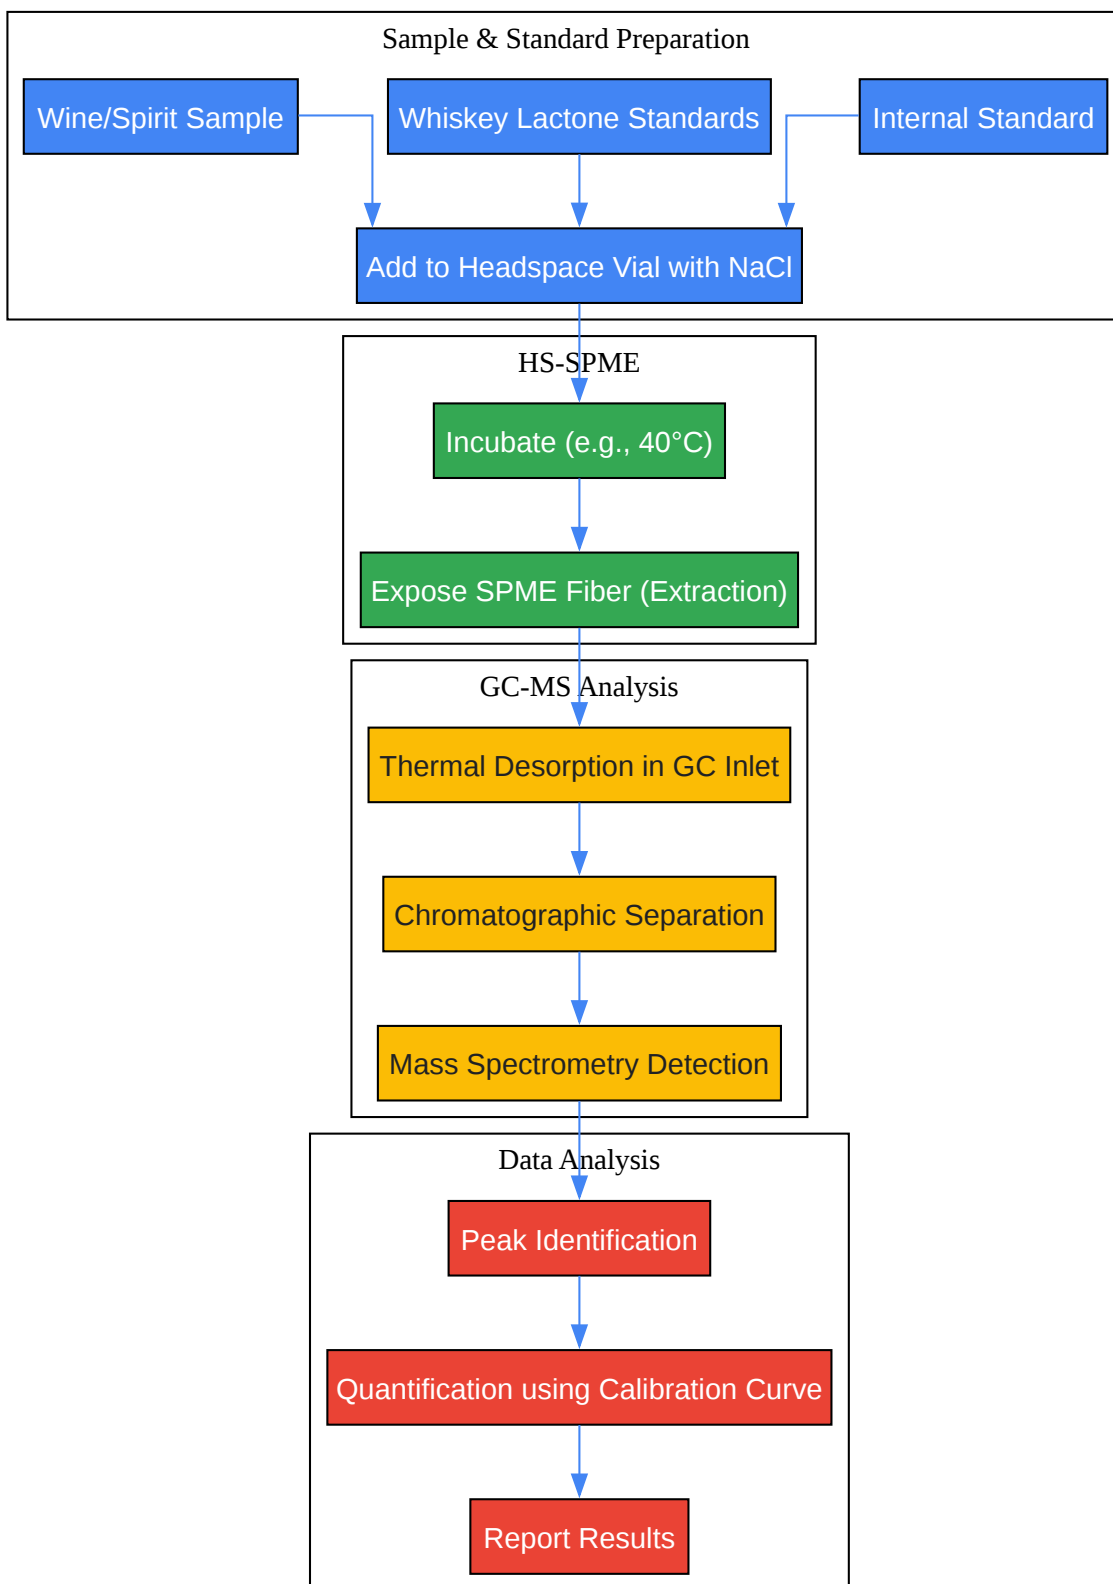 Sample & Standard Preparation
Wine/Spirit Sample
Whiskey Lactone Standards
Internal Standard
Add to Headspace Vial with NaCl
HS-SPME
Incubate (e.g., 40°C)
Expose SPME Fiber (Extraction)
GC-MS Analysis
Thermal Desorption in GC Inlet
Chromatographic Separation
Mass Spectrometry Detection
Data Analysis
Peak Identification
Quantification using Calibration Curve
Report Results